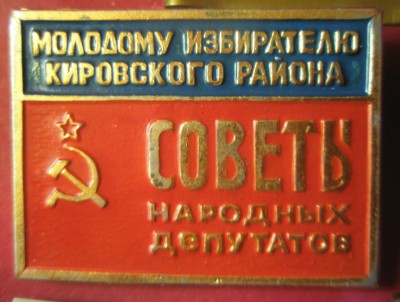 МОЛОДОМУ ИЗБИРАТЕЛЮ
КИРОВСКОГО РАЙОНА
СОВЕТЫ
НАРОДНЫХ
ДЕПУТАТОВ